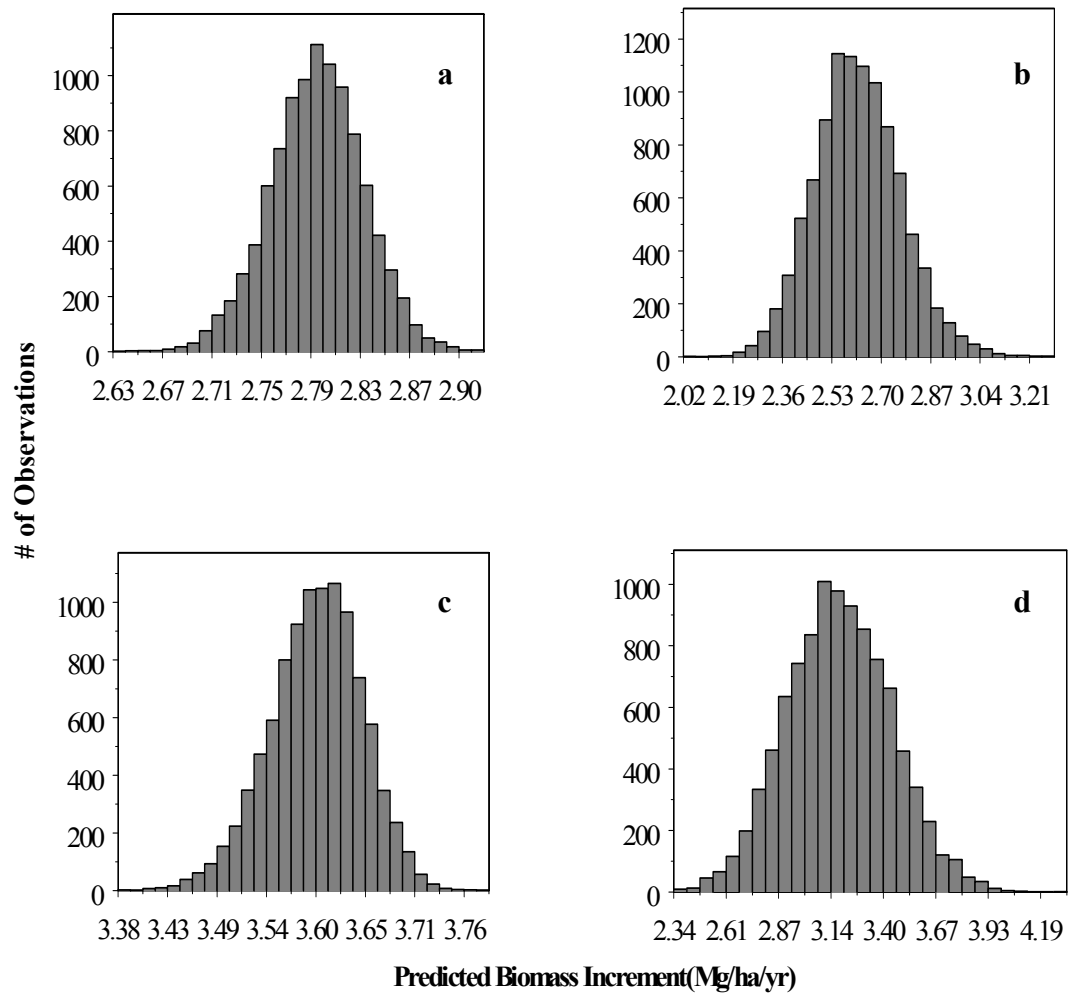 a
1000
800
600
400
200
0
2.63 2.67 2.71 2.75 2.79 2.83 2.87 2.90
b
1200
1000
800
600
400
200
0
2.02 2.19 2.36 2.53 2.70 2.87 3.04 3.21
# of Observations
c
1000
800
600
400
200
0
3.38 3.43 3.49 3.54 3.60 3.65 3.71 3.76
d
1000
800
600
400
200
0
2.34 2.61 2.87 3.14 3.40 3.67 3.93 4.19
Predicted Biomass Increment(Mg/ha/yr)